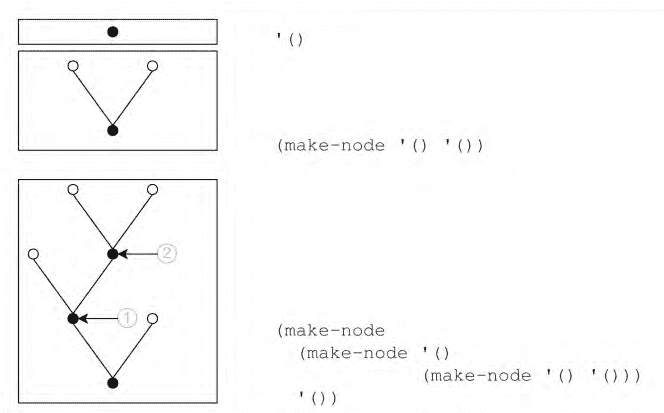 '()
(make-node '() '())
②
①
(make-node
(make-node '()
(make-node '() '()))
'())